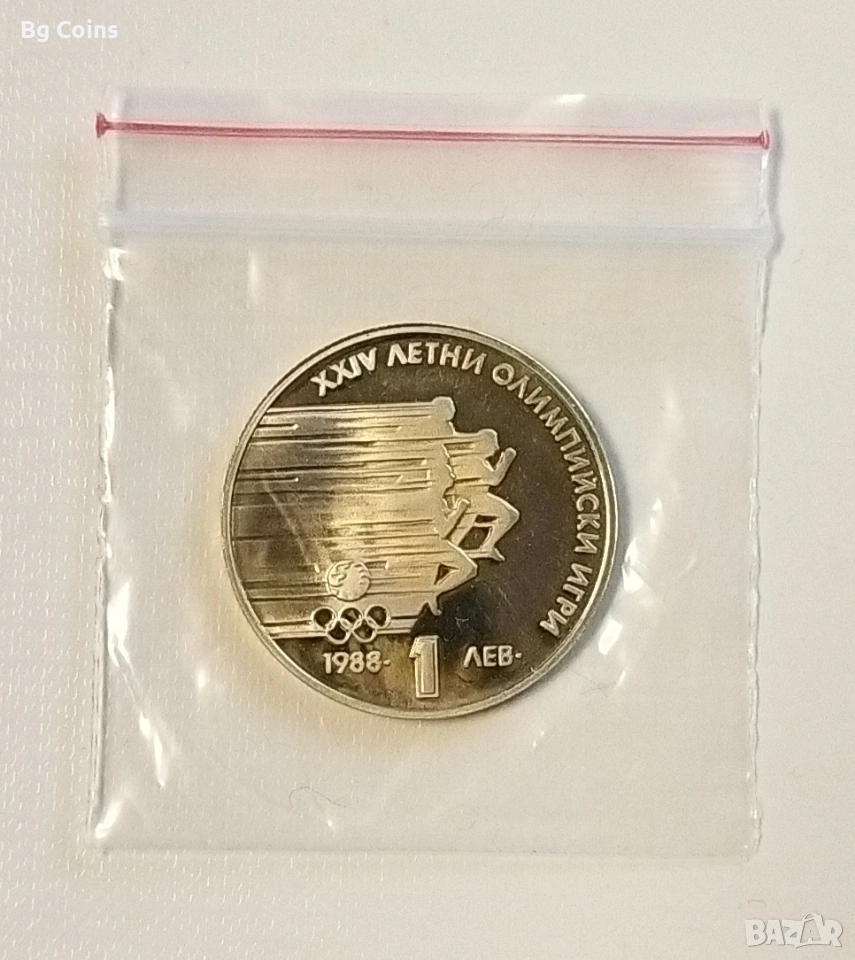 Bg Coins
XXIV ЛЕТНИ ОЛИМПИЙСКИ ИГРИ
1988· 1 ЛЕВ·
BAZAR